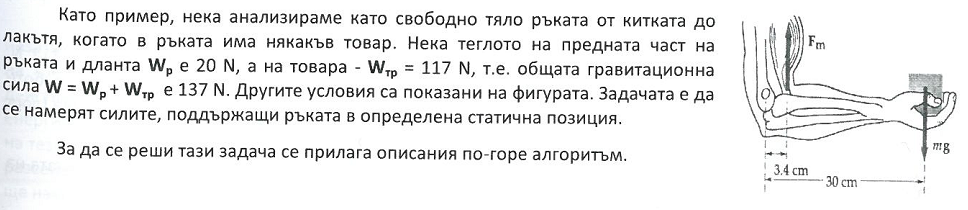 Като пример, нека анализираме като свободно тяло ръката от китката до
лакътя, когато в ръката има някакъв товар. Нека теглото на предната част на
ръката и дланта Wр е 20 N, а на товара - Wтр = 117 N, т.е. общата гравитационна
сила W = Wр + Wтр е 137 N. Другите условия са показани на фигурата. Задачата е да
се намерят силите, поддържащи ръката в определена статична позиция.
За да се реши тази задача се прилага описания по-горе алгоритъм.
Fm
mg
3.4 cm
30 cm